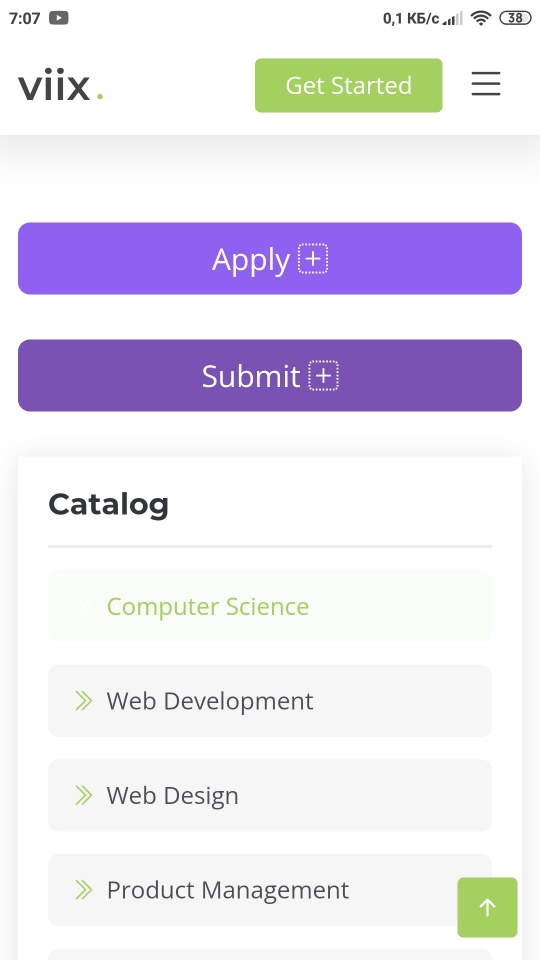 7:07
0,1 КБ/с
38
viix.
Get Started
Apply
Submit
Catalog
Computer Science
Web Development
Web Design
Product Management